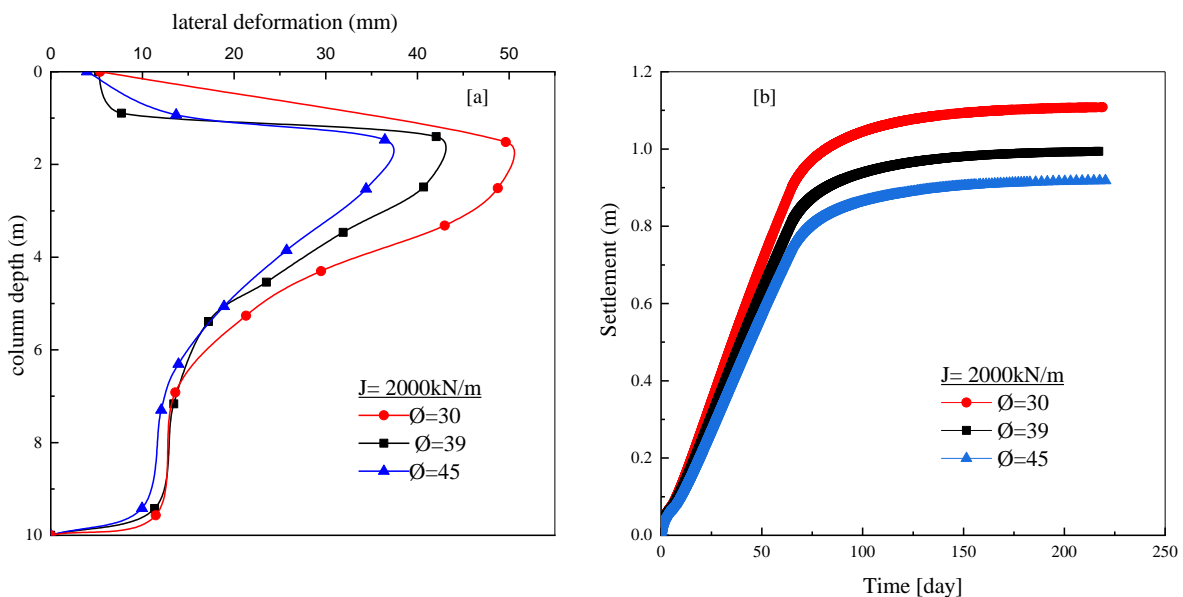 lateral deformation (mm)
0 10 20 30 40 50
0
2
4
6
8
10
column depth (m)
[a]
J= 2000kN/m
Ø=30
Ø=39
Ø=45
1.2
1.0
0.8
0.6
0.4
0.2
0.0
Settlement (m)
[b]
J= 2000kN/m
Ø=30
Ø=39
Ø=45
0 50 100 150 200 250
Time [day]